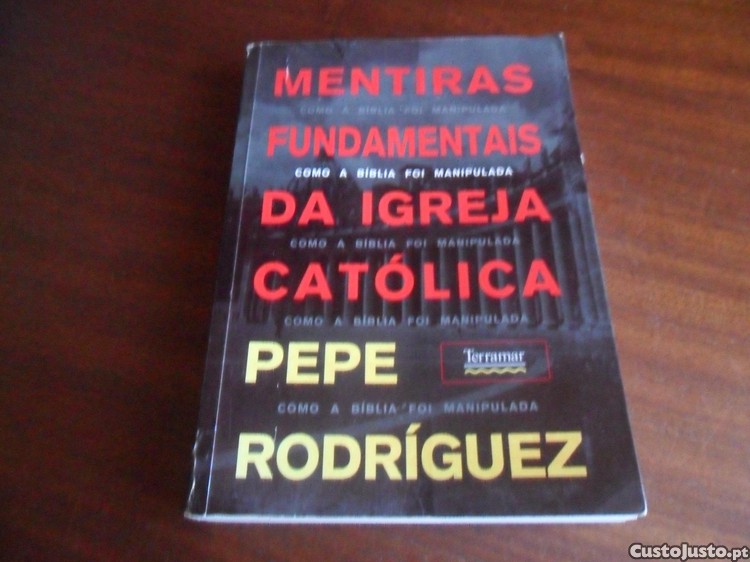 MENTIRAS
COMO A BÍBLIA FOI MANIPULADA
FUNDAMENTAIS
COMO A BÍBLIA FOI MANIPULADA
DA IGREJA
COMO A BÍBLIA FOI MANIPULADA
CATÓLICA
COMO A BÍBLIA FOI MANIPULADA
PEPE
Terramar
COMO A BÍBLIA FOI MANIPULADA
RODRÍGUEZ
CustoJusto.pt